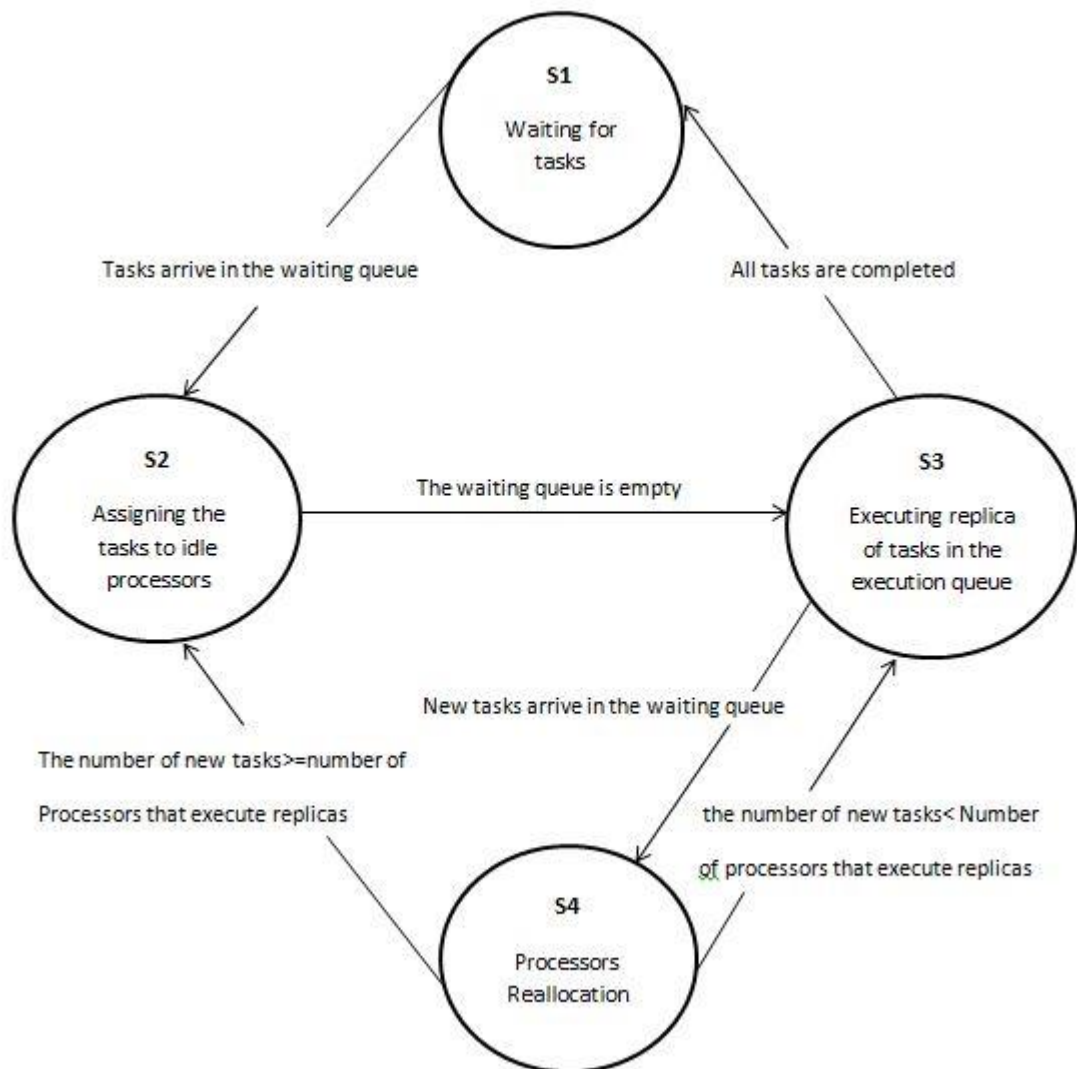 S1
Waiting for
tasks
Tasks arrive in the waiting queue
All tasks are completed
S2
Assigning the
tasks to idle
processors
The waiting queue is empty
S3
Executing replica
of tasks in the
execution queue
New tasks arrive in the waiting queue
The number of new tasks>=number of
Processors that execute replicas
the number of new tasks< Number
of processors that execute replicas
S4
Processors
Reallocation